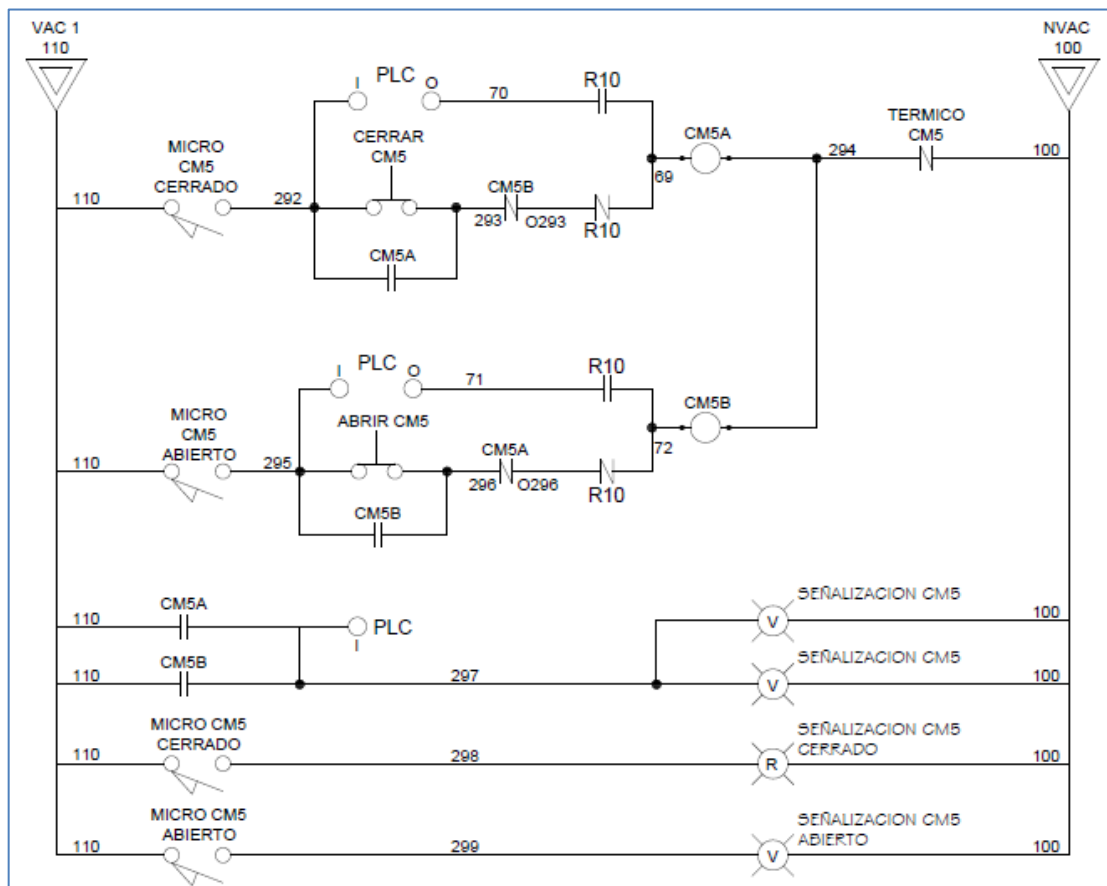 VAC 1
110
NVAC
100
I PLC O 70 R10
CERRAR
CM5
MICRO
CM5
CERRADO
110
292
CM5B
293 O293
R10
CM5A
69
CM5A
294
TERMICO
CM5
100
I PLC O 71 R10
ABRIR CM5
MICRO
CM5
ABIERTO
110
295
CM5A
296 O296
R10
CM5B
72
CM5B
110
CM5A
I
PLC
SEÑALIZACION CM5
V
100
110
CM5B
297
SEÑALIZACION CM5
V
100
MICRO CM5
CERRADO
110
298
SEÑALIZACION CM5
CERRADO
R
100
MICRO CM5
ABIERTO
110
299
SEÑALIZACION CM5
ABIERTO
V
100